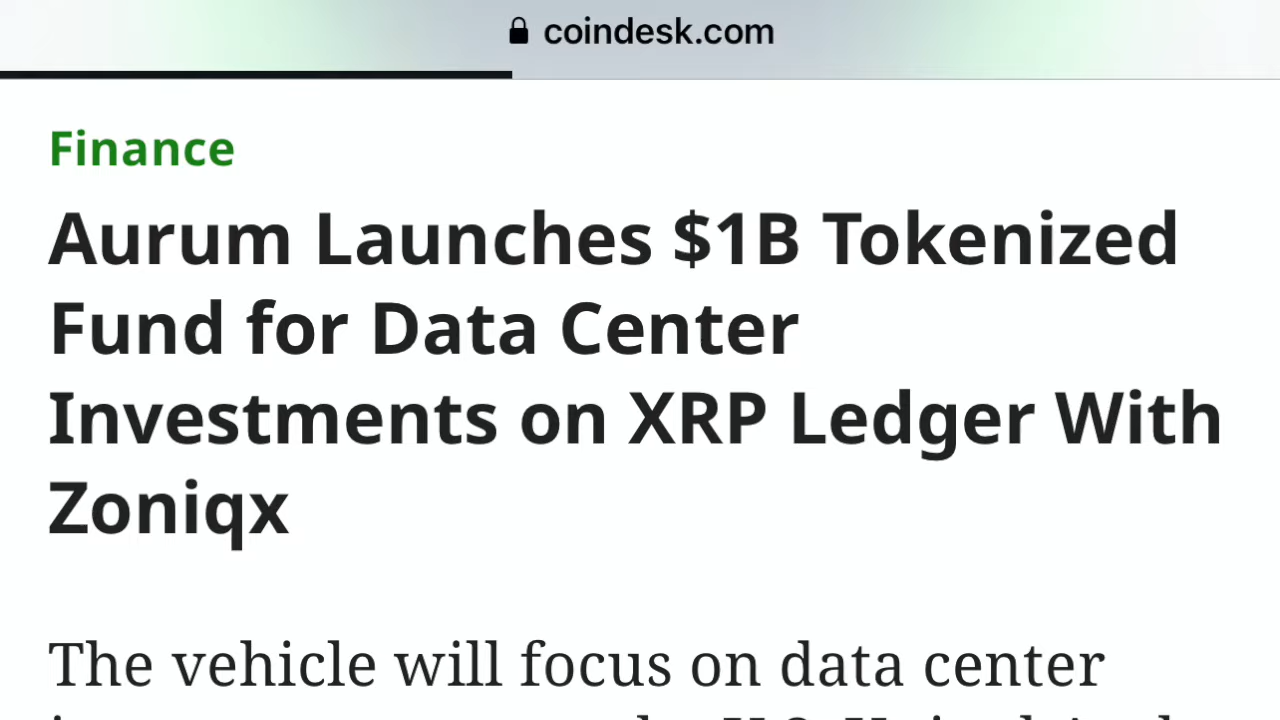 coindesk.com
Finance
Aurum Launches $1B Tokenized
Fund for Data Center
Investments on XRP Ledger With
Zoniqx
The vehicle will focus on data center